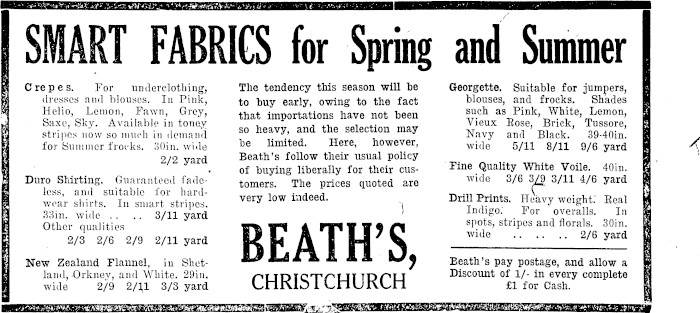 SMART FABRICS for Spring and Summer
Crepes. For underclothing,
dresses and blouses. In Pink,
Helio, Lemon, Fawn, Grey,
Saxe, Sky. Available in toney
stripes now so much in demand
for Summer frocks. 30in. wide
2/2 yard
Duro Shirting. Guaranteed fade-
less, and suitable for hard-
wear shirts. In smart stripes.
33in. wide .. .. 3/11 yard
Other qualities
2/3 2/6 2/9 2/11 yard
New Zealand Flannel, in Shet-
land, Orkney, and White. 29in.
wide 2/9 2/11 3/3 yard
The tendency this season will be
to buy early, owing to the fact
that importations have not been
so heavy, and the selection may
be limited. Here, however,
Beath's follow their usual policy
of buying liberally for their cus-
tomers. The prices quoted are
very low indeed.
BEATH'S,
CHRISTCHURCH
Georgette. Suitable for jumpers,
blouses, and frocks. Shades
such as Pink, White, Lemon,
Vieux Rose, Brick, Tussore,
Navy and Black. 39-40in.
wide 5/11 8/11 9/6 yard
Fine Quality White Voile. 40in.
wide 3/6 3/9 3/11 4/6 yard
Drill Prints. Heavy weight. Real
Indigo. For overalls. In
spots, stripes and florals. 30in.
wide .. .. .. 2/6 yard
Beath's pay postage, and allow a
Discount of 1/- in every complete
£1 for Cash.